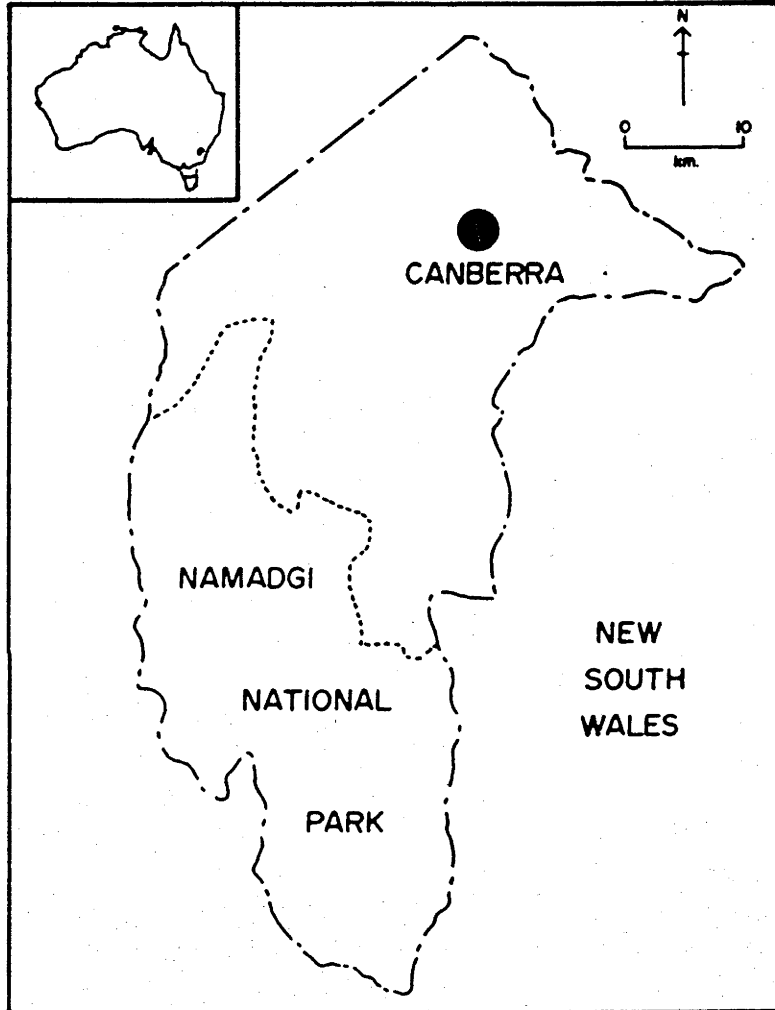 N
0 10
km.
CANBERRA
NAMADGI
NATIONAL
PARK
NEW
SOUTH
WALES